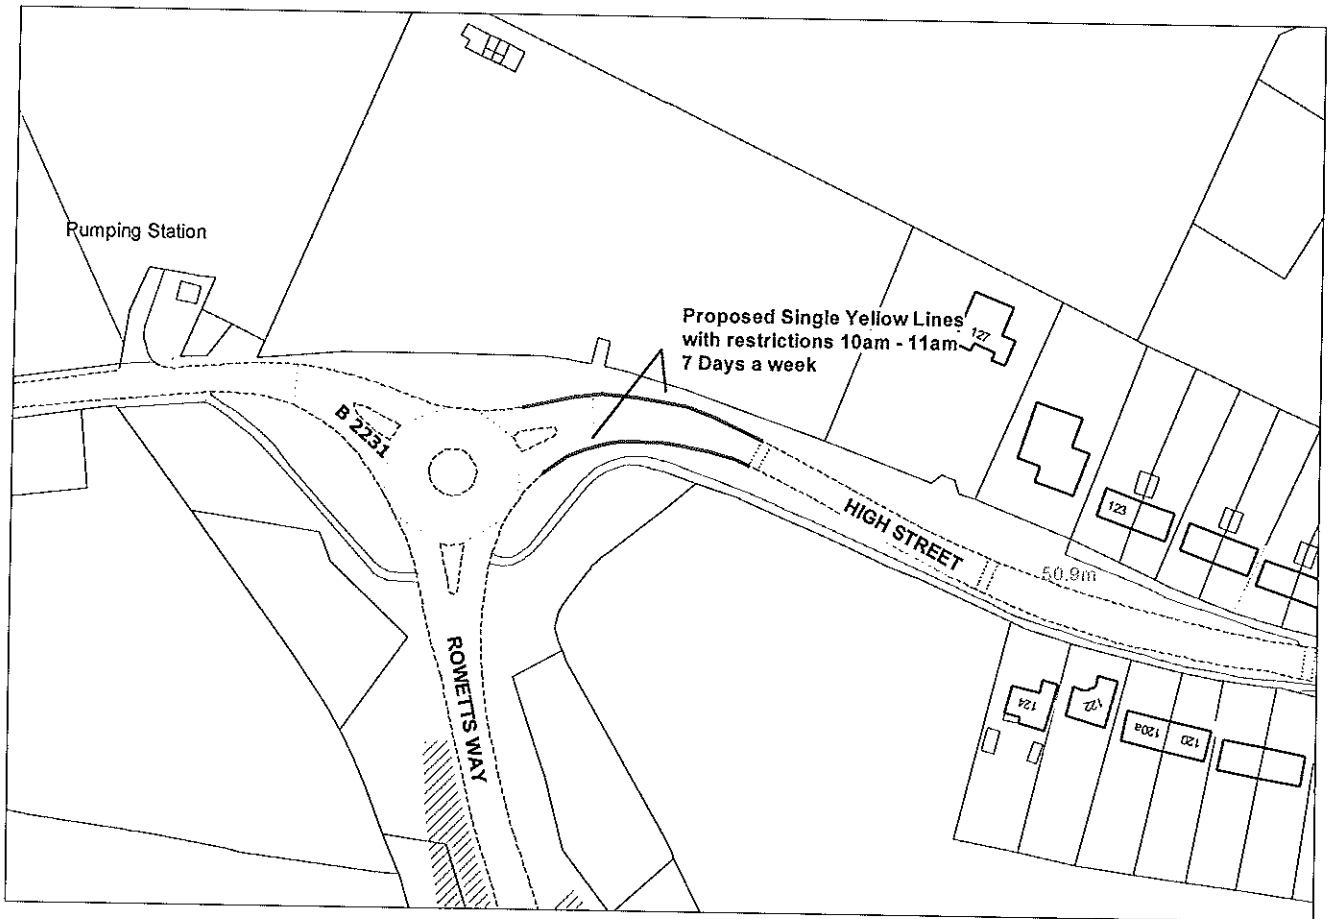 Pumping Station
Proposed Single Yellow Lines
with restrictions 10am - 11am
7 Days a week
127
B 2231
123
HIGH STREET
50.9m
ROWETTS WAY
124
122
120a
120